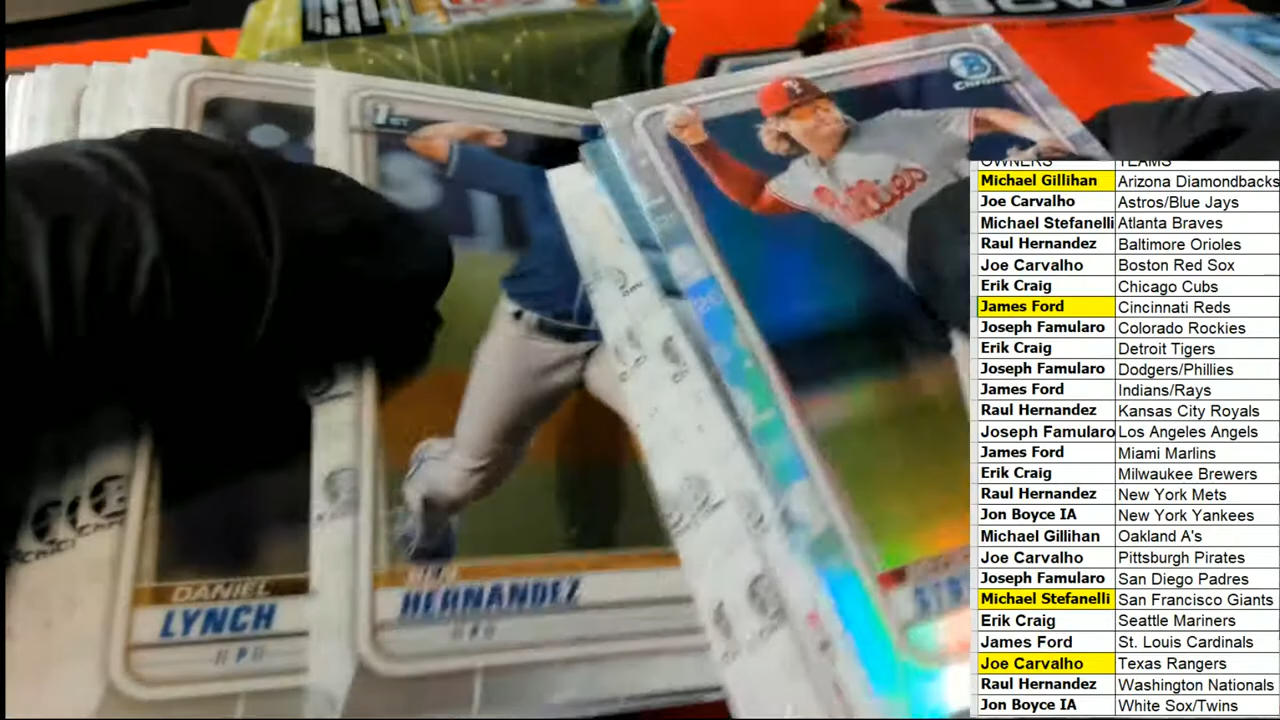 BCW
1ST
B
CHROME
Phillies
DANIEL
LYNCH
P
HERNANDEZ
P
OWNERS TEAMS
Michael Gillihan Arizona Diamondbacks
Joe Carvalho Astros/Blue Jays
Michael Stefanelli Atlanta Braves
Raul Hernandez Baltimore Orioles
Joe Carvalho Boston Red Sox
Erik Craig Chicago Cubs
James Ford Cincinnati Reds
Joseph Famularo Colorado Rockies
Erik Craig Detroit Tigers
Joseph Famularo Dodgers/Phillies
James Ford Indians/Rays
Raul Hernandez Kansas City Royals
Joseph Famularo Los Angeles Angels
James Ford Miami Marlins
Erik Craig Milwaukee Brewers
Raul Hernandez New York Mets
Jon Boyce IA New York Yankees
Michael Gillihan Oakland A's
Joe Carvalho Pittsburgh Pirates
Joseph Famularo San Diego Padres
Michael Stefanelli San Francisco Giants
Erik Craig Seattle Mariners
James Ford St. Louis Cardinals
Joe Carvalho Texas Rangers
Raul Hernandez Washington Nationals
Jon Boyce IA White Sox/Twins